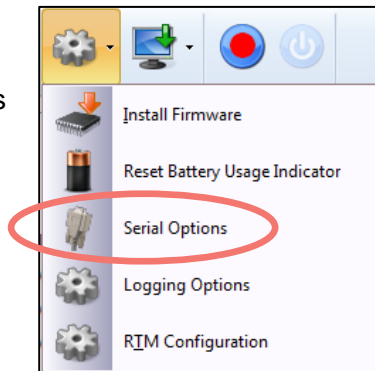 s
Install Firmware
Reset Battery Usage Indicator
Serial Options
Logging Options
RTM Configuration